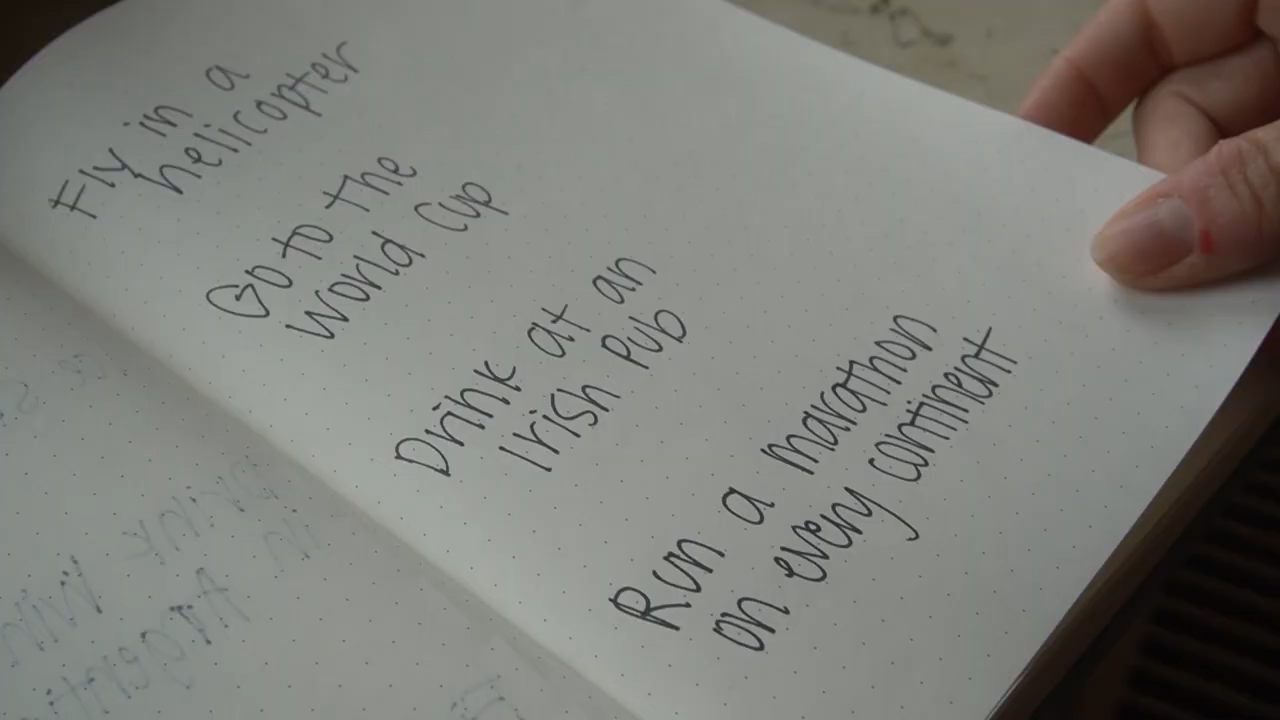 Fly in a
helicopter
Go to the
World Cup
Drink at an
Irish Pub
Run a marathon
on every continent